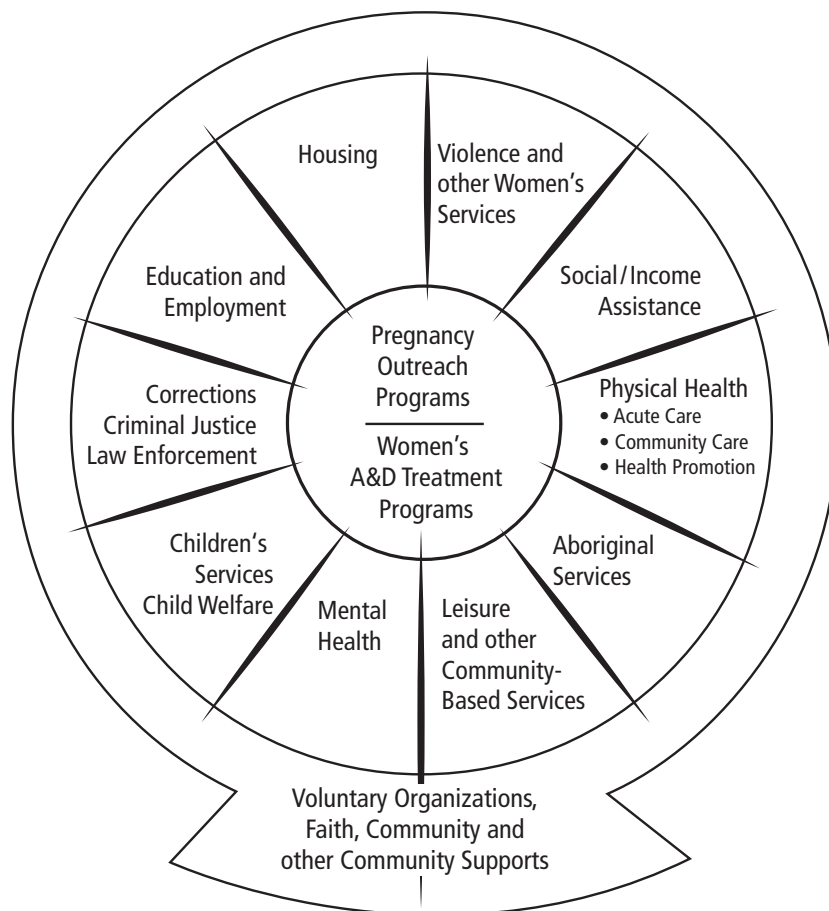 Housing
Violence and
other Women's
Services
Social/Income
Assistance
Physical Health
• Acute Care
• Community Care
• Health Promotion
Aboriginal
Services
Leisure
and other
Community-
Based Services
Mental
Health
Children's
Services
Child Welfare
Corrections
Criminal Justice
Law Enforcement
Education and
Employment
Pregnancy
Outreach
Programs
Women's
A&D Treatment
Programs
Voluntary Organizations,
Faith, Community and
other Community Supports